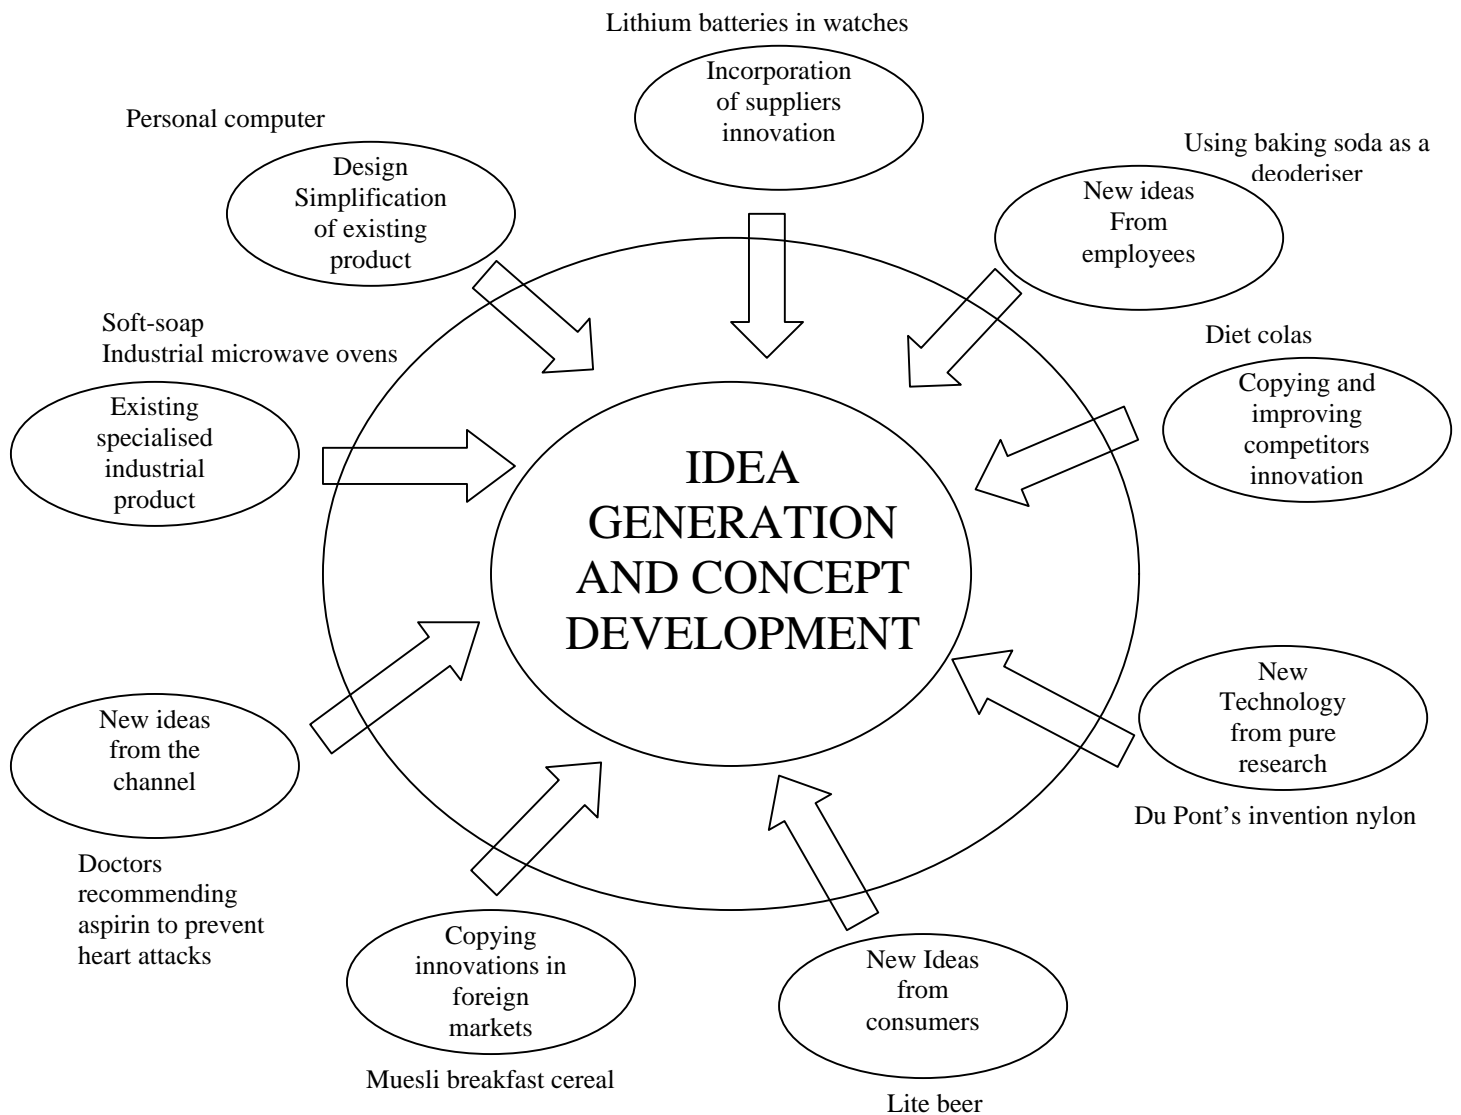 Lithium batteries in watches
Incorporation
of suppliers
innovation
Personal computer
Design
Simplification
of existing
product
Using baking soda as a
deoderiser
New ideas
From
employees
Soft-soap
Industrial microwave ovens
Existing
specialised
industrial
product
Diet colas
Copying and
improving
competitors
innovation
IDEA
GENERATION
AND CONCEPT
DEVELOPMENT
New ideas
from the
channel
Doctors
recommending
aspirin to prevent
heart attacks
New
Technology
from pure
research
Du Pont’s invention nylon
Copying
innovations in
foreign
markets
Muesli breakfast cereal
New Ideas
from
consumers
Lite beer